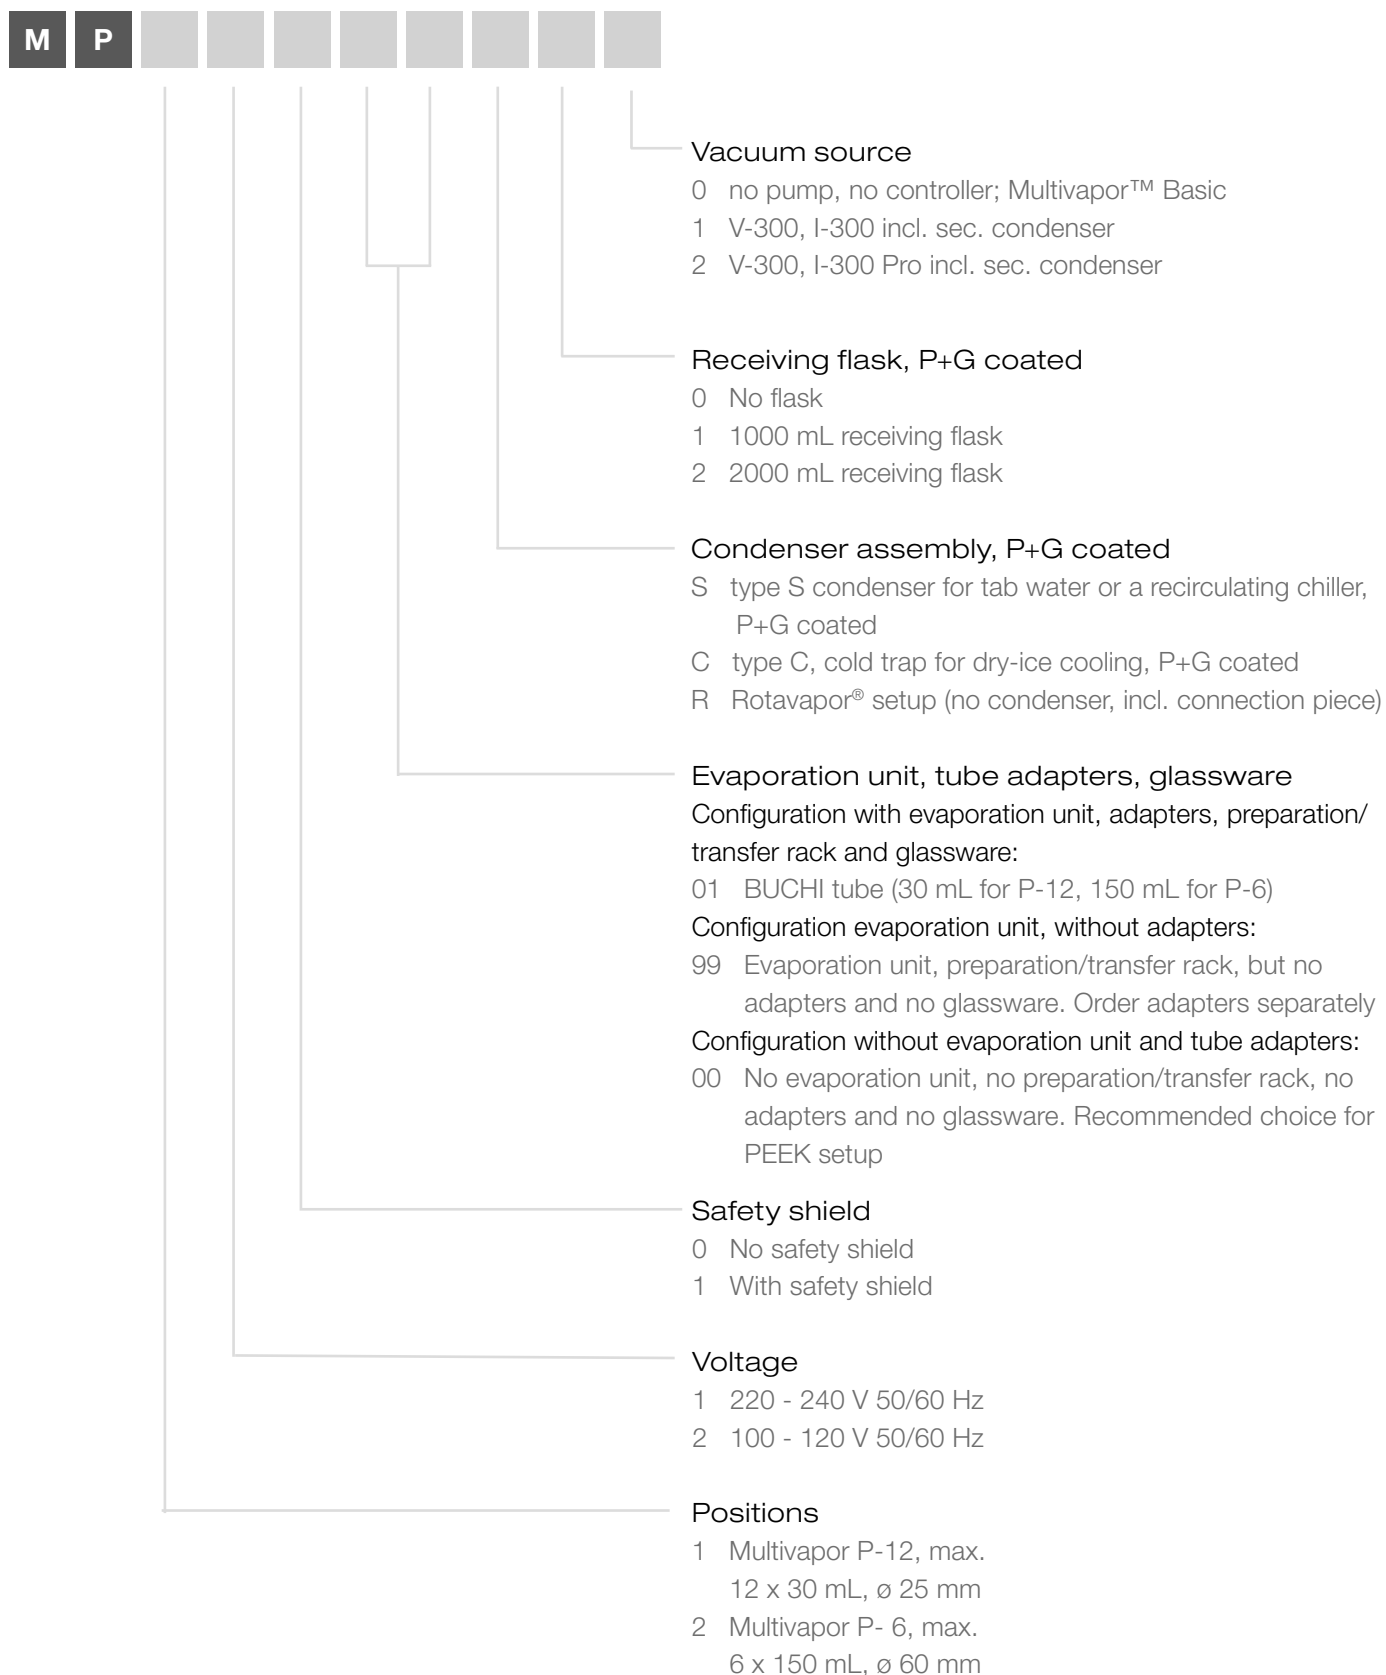 M P
Vacuum source
0 no pump, no controller; Multivapor™ Basic
1 V-300, I-300 incl. sec. condenser
2 V-300, I-300 Pro incl. sec. condenser
Receiving flask, P+G coated
0 No flask
1 1000 mL receiving flask
2 2000 mL receiving flask
Condenser assembly, P+G coated
S type S condenser for tab water or a recirculating chiller,
P+G coated
C type C, cold trap for dry-ice cooling, P+G coated
R Rotavapor® setup (no condenser, incl. connection piece)
Evaporation unit, tube adapters, glassware
Configuration with evaporation unit, adapters, preparation/
transfer rack and glassware:
01 BUCHI tube (30 mL for P-12, 150 mL for P-6)
Configuration evaporation unit, without adapters:
99 Evaporation unit, preparation/transfer rack, but no
adapters and no glassware. Order adapters separately
Configuration without evaporation unit and tube adapters:
00 No evaporation unit, no preparation/transfer rack, no
adapters and no glassware. Recommended choice for
PEEK setup
Safety shield
0 No safety shield
1 With safety shield
Voltage
1 220 - 240 V 50/60 Hz
2 100 - 120 V 50/60 Hz
Positions
1 Multivapor P-12, max.
12 x 30 mL, ø 25 mm
2 Multivapor P- 6, max.
6 x 150 mL, ø 60 mm